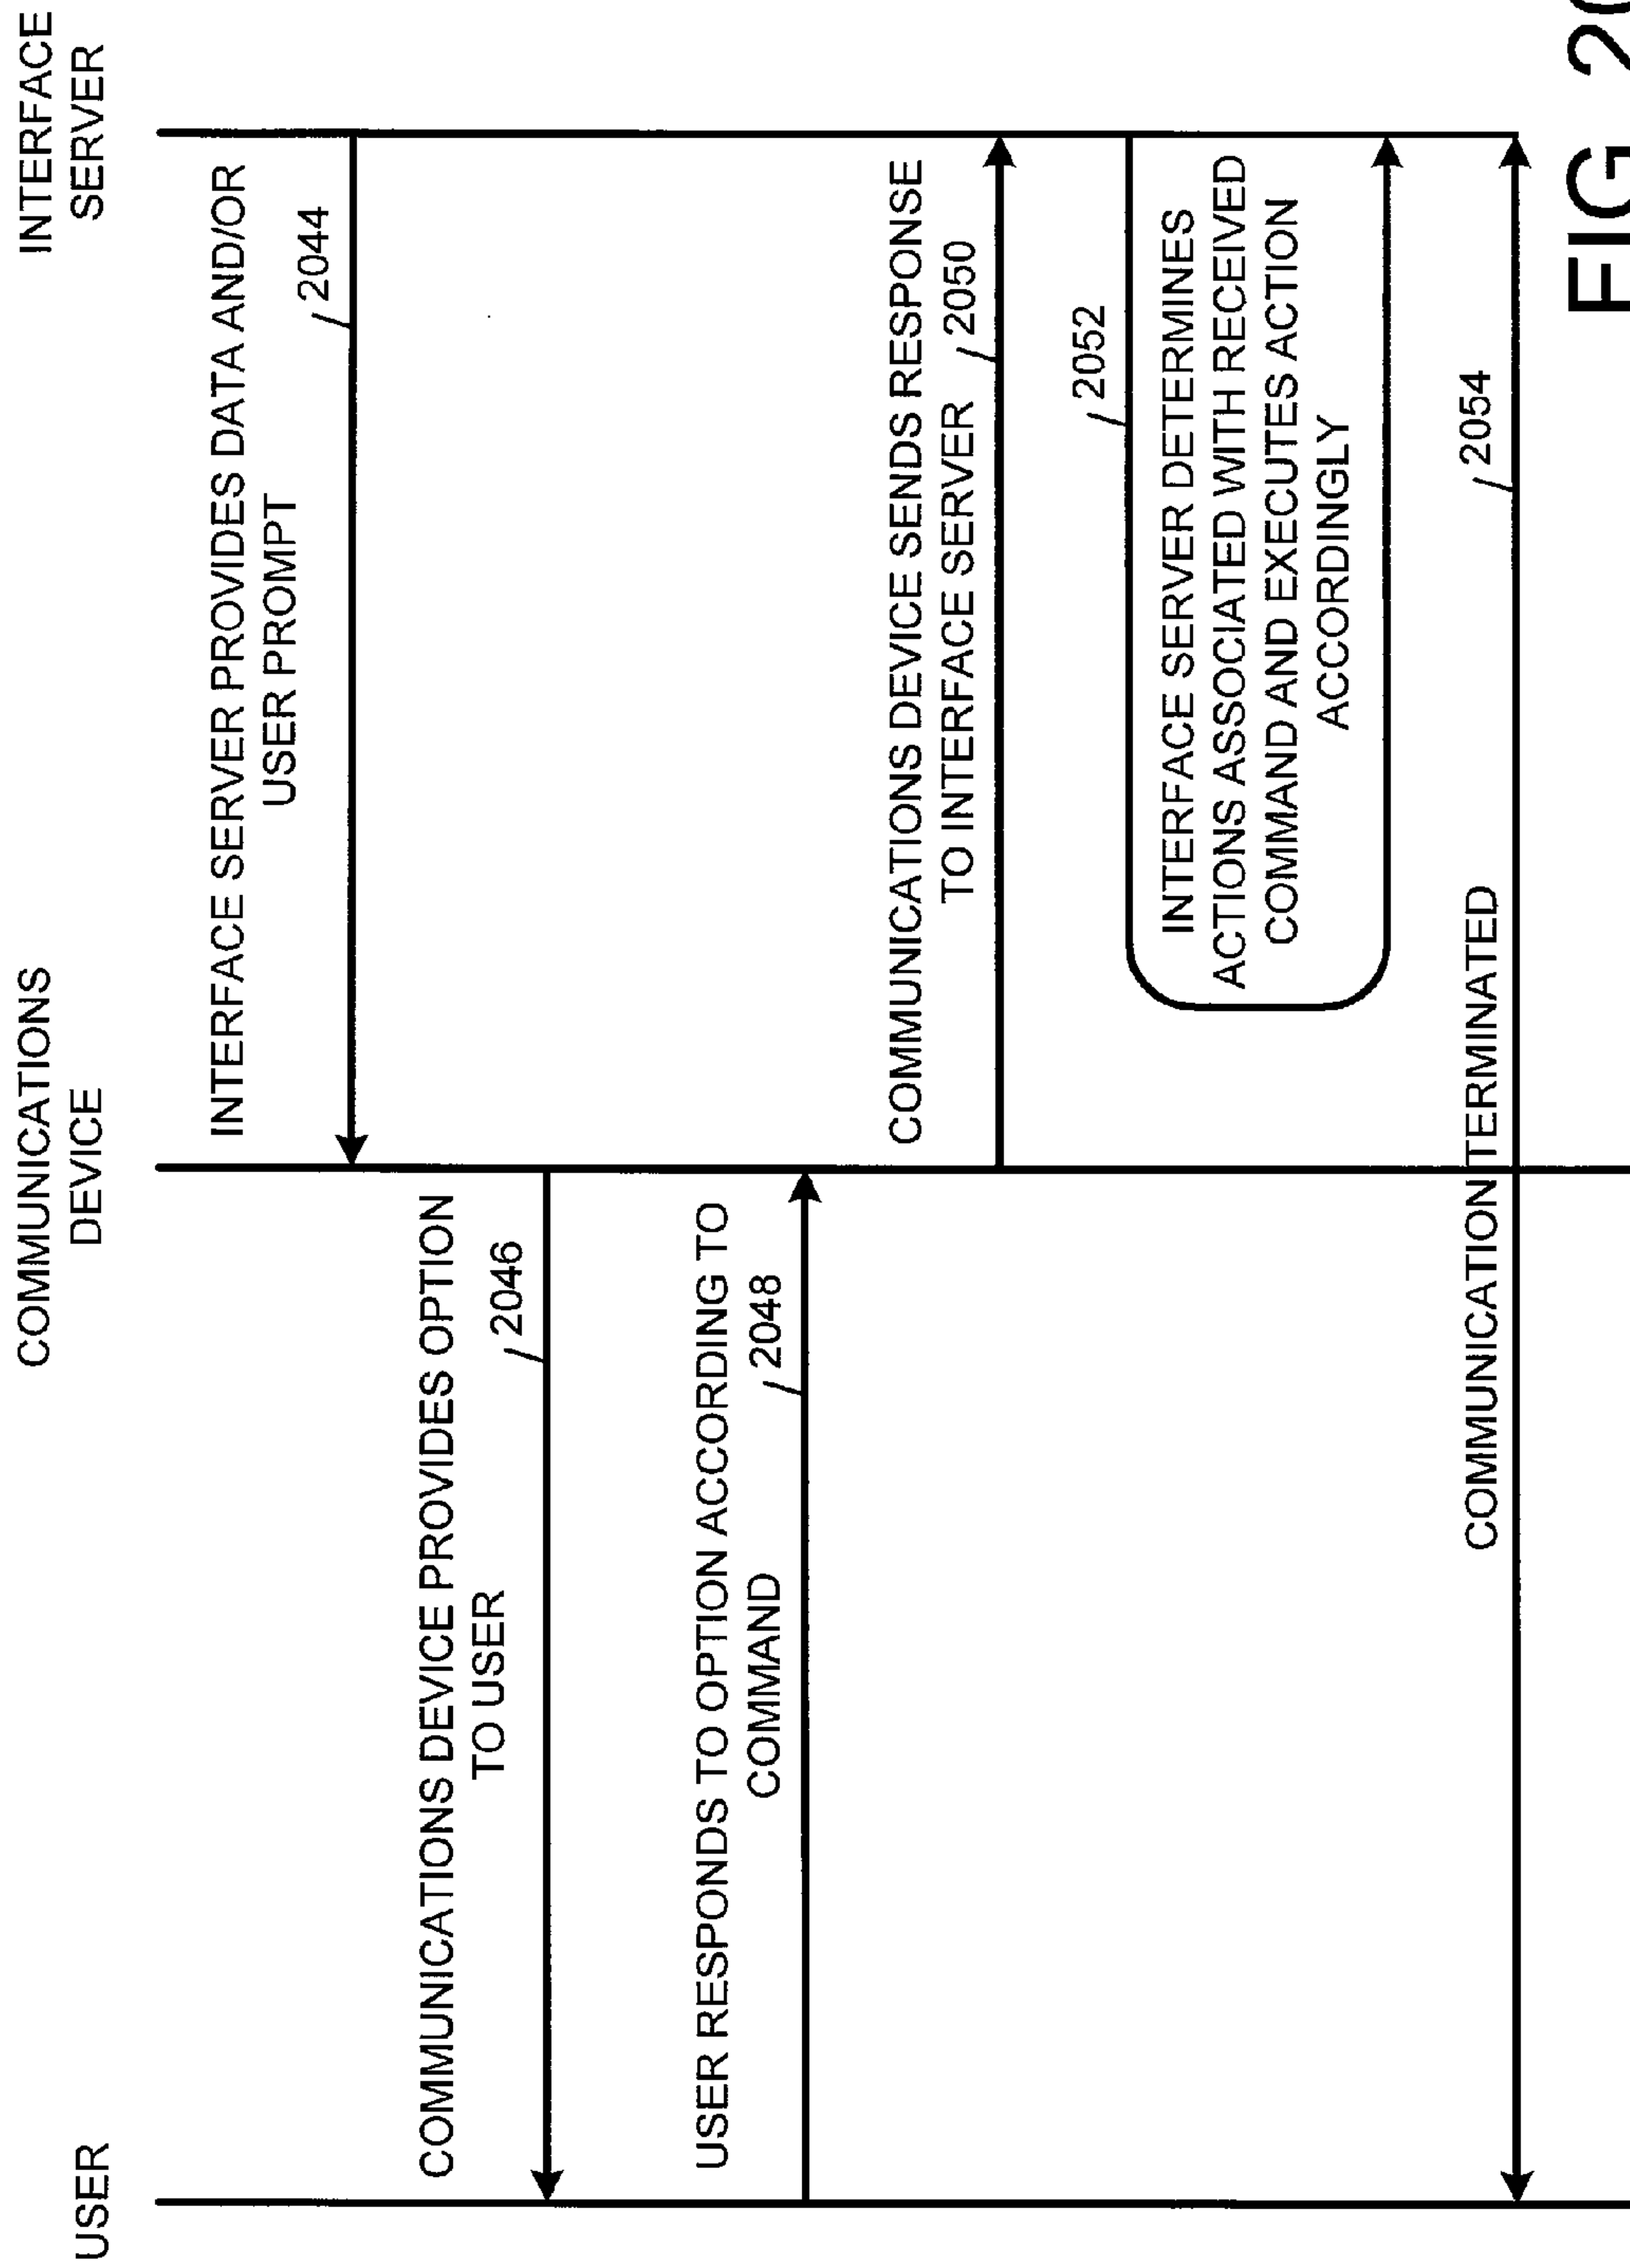 USER
COMMUNICATIONS
DEVICE
INTERFACE
SERVER
INTERFACE SERVER PROVIDES DATA AND/OR
USER PROMPT
2044
COMMUNICATIONS DEVICE PROVIDES OPTION
TO USER
2046
USER RESPONDS TO OPTION ACCORDING TO
COMMAND
2048
COMMUNICATIONS DEVICE SENDS RESPONSE
TO INTERFACE SERVER
2050
2052
INTERFACE SERVER DETERMINES
ACTIONS ASSOCIATED WITH RECEIVED
COMMAND AND EXECUTES ACTION
ACCORDINGLY
COMMUNICATION TERMINATED
2054
FIG 20